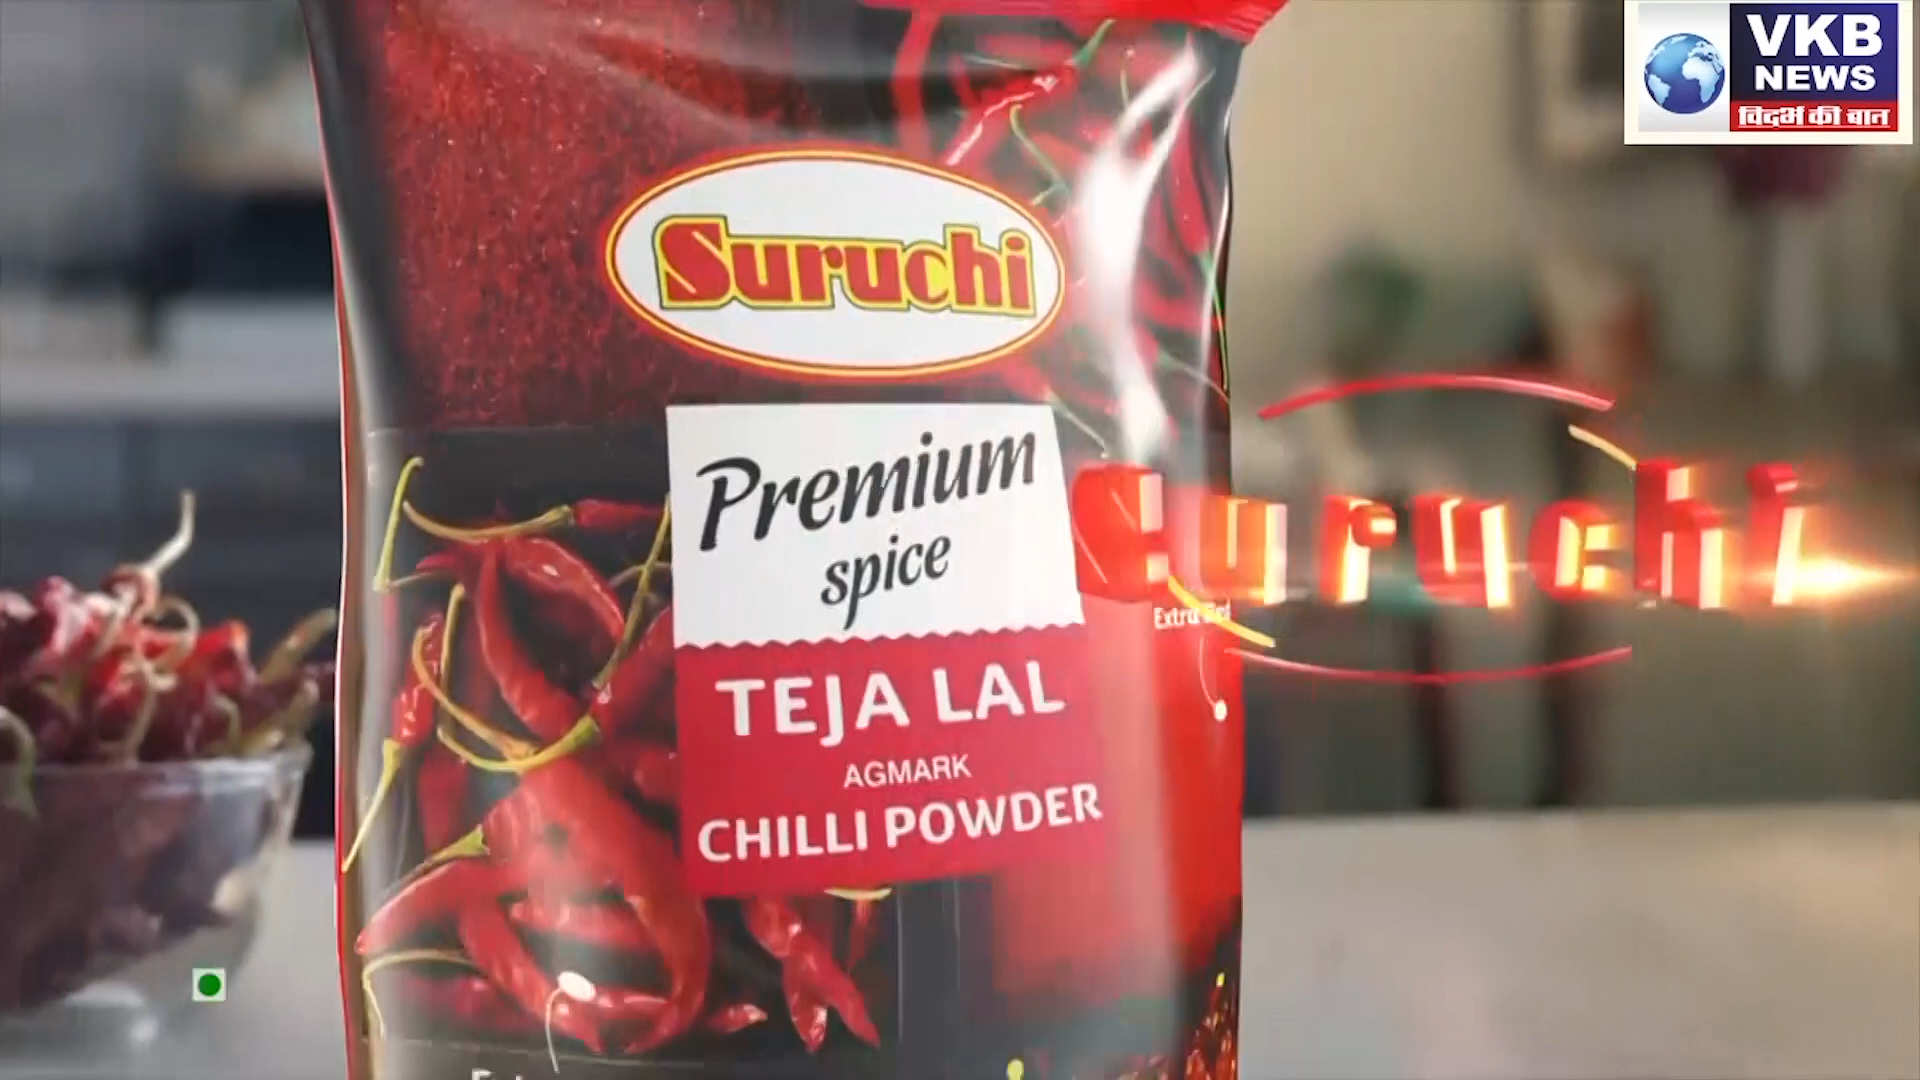 VKB
NEWS
विदर्भ की बात
Suruchi
Premium
spice
Suruchi
TEJA LAL
AGMARK
CHILLI POWDER